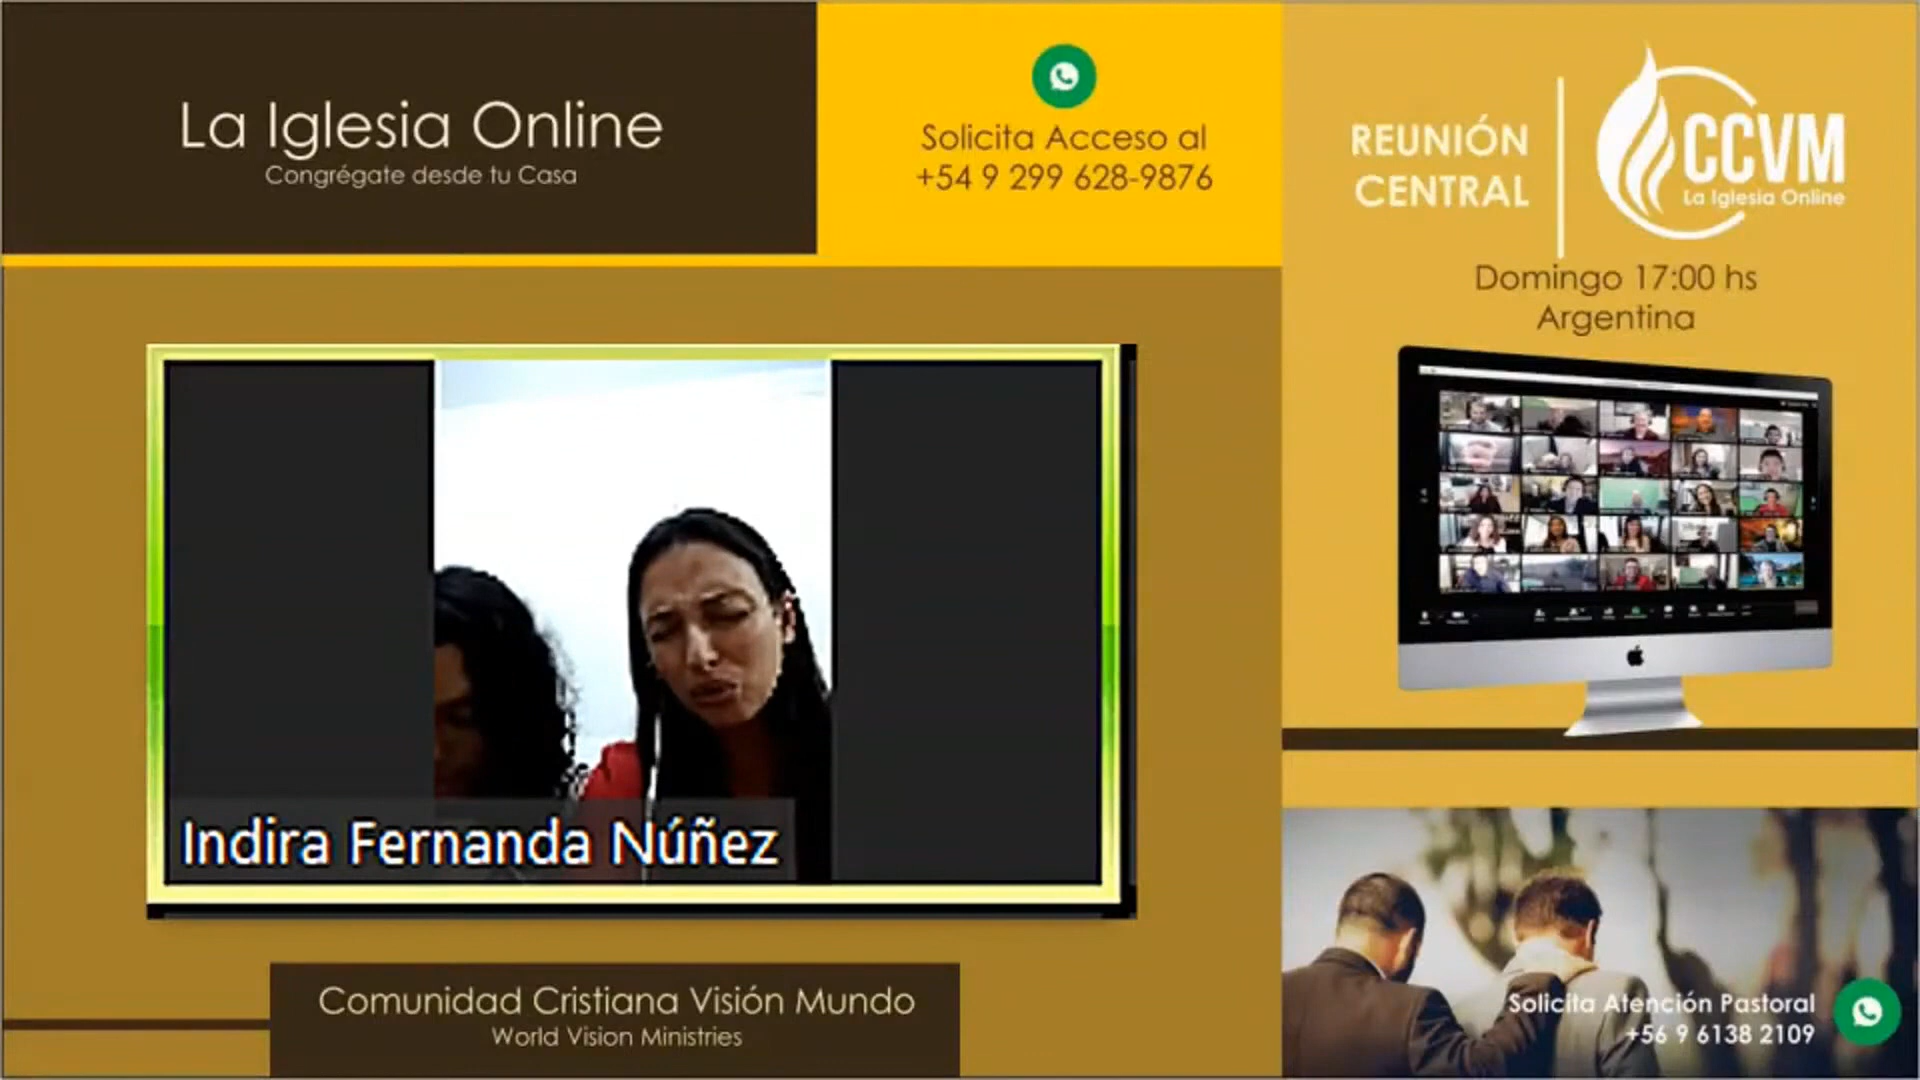 La Iglesia Online
Congrégate desde tu Casa
Solicita Acceso al
+54 9 299 628-9876
REUNIÓN
CENTRAL
CCVM
La Iglesia Online
Domingo 17:00 hs
Argentina
Indira Fernanda Núñez
Comunidad Cristiana Visión Mundo
World Vision Ministries
Solicita Atención Pastoral
+56 9 6138 2109